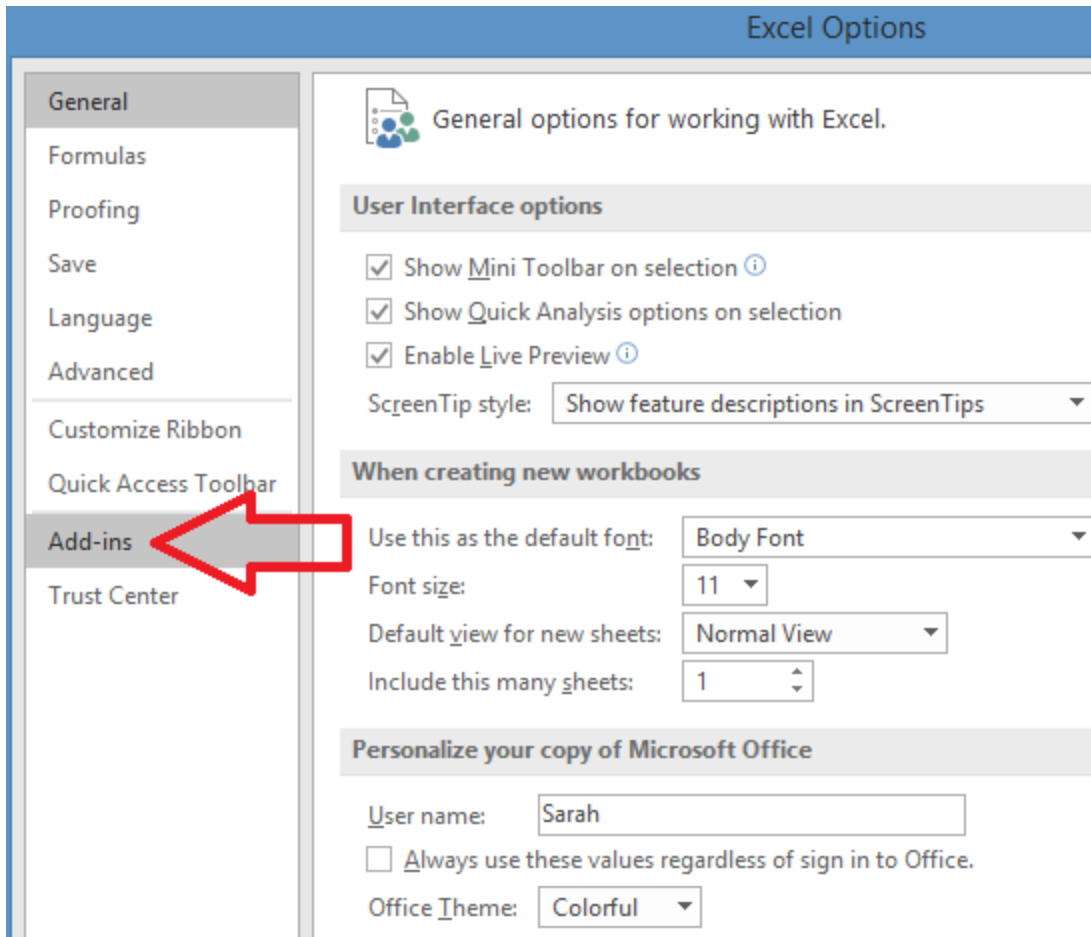 Excel Options
General
Formulas
Proofing
Save
Language
Advanced
Customize Ribbon
Quick Access Toolbar
Add-ins
Trust Center
General options for working with Excel.
User Interface options
Show Mini Toolbar on selection
Show Quick Analysis options on selection
Enable Live Preview
ScreenTip style: Show feature descriptions in ScreenTips
When creating new workbooks
Use this as the default font: Body Font
Font size: 11
Default view for new sheets: Normal View
Include this many sheets: 1
Personalize your copy of Microsoft Office
User name: Sarah
Always use these values regardless of sign in to Office.
Office Theme: Colorful